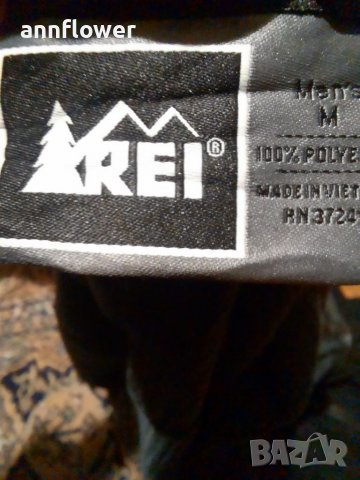 annflower
REI®
Men's
M
100% POLYE
MADE IN VIET
RN 3724
BAZAR